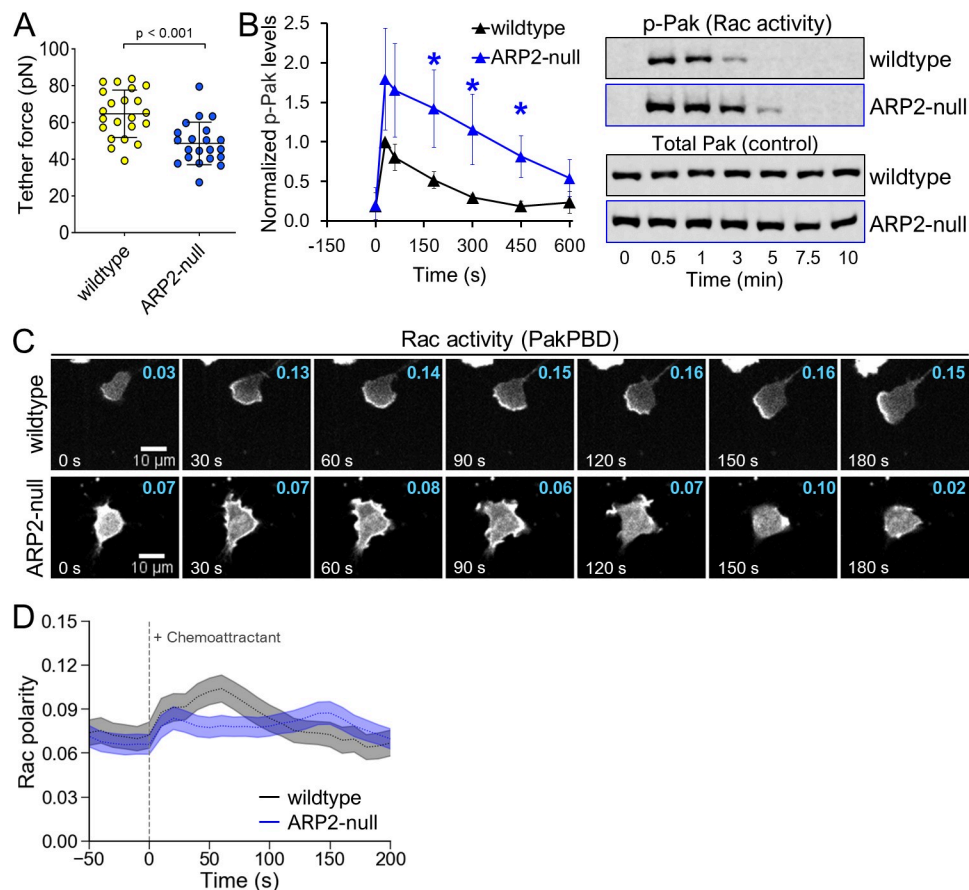 A
p < 0.001
Tether force (pN)
100
80
60
40
20
0
wildtype
ARP2-null
B
wildtype
ARP2-null
*
*
*
Normalized p-Pak levels
2.5
2.0
1.5
1.0
0.5
0.0
-150 0 150 300 450 600
Time (s)
p-Pak (Rac activity)
wildtype
ARP2-null
Total Pak (control)
wildtype
ARP2-null
0 0.5 1 3 5 7.5 10
Time (min)
C
Rac activity (PakPBD)
wildtype
0.03 0.13 0.14 0.15 0.16 0.16 0.15
0 s 10 µm 30 s 60 s 90 s 120 s 150 s 180 s
ARP2-null
0.07 0.07 0.08 0.06 0.07 0.10 0.02
0 s 10 µm 30 s 60 s 90 s 120 s 150 s 180 s
D
+ Chemoattractant
Rac polarity
0.15
0.12
0.09
0.06
0.03
0.00
wildtype
ARP2-null
−50 0 50 100 150 200
Time (s)